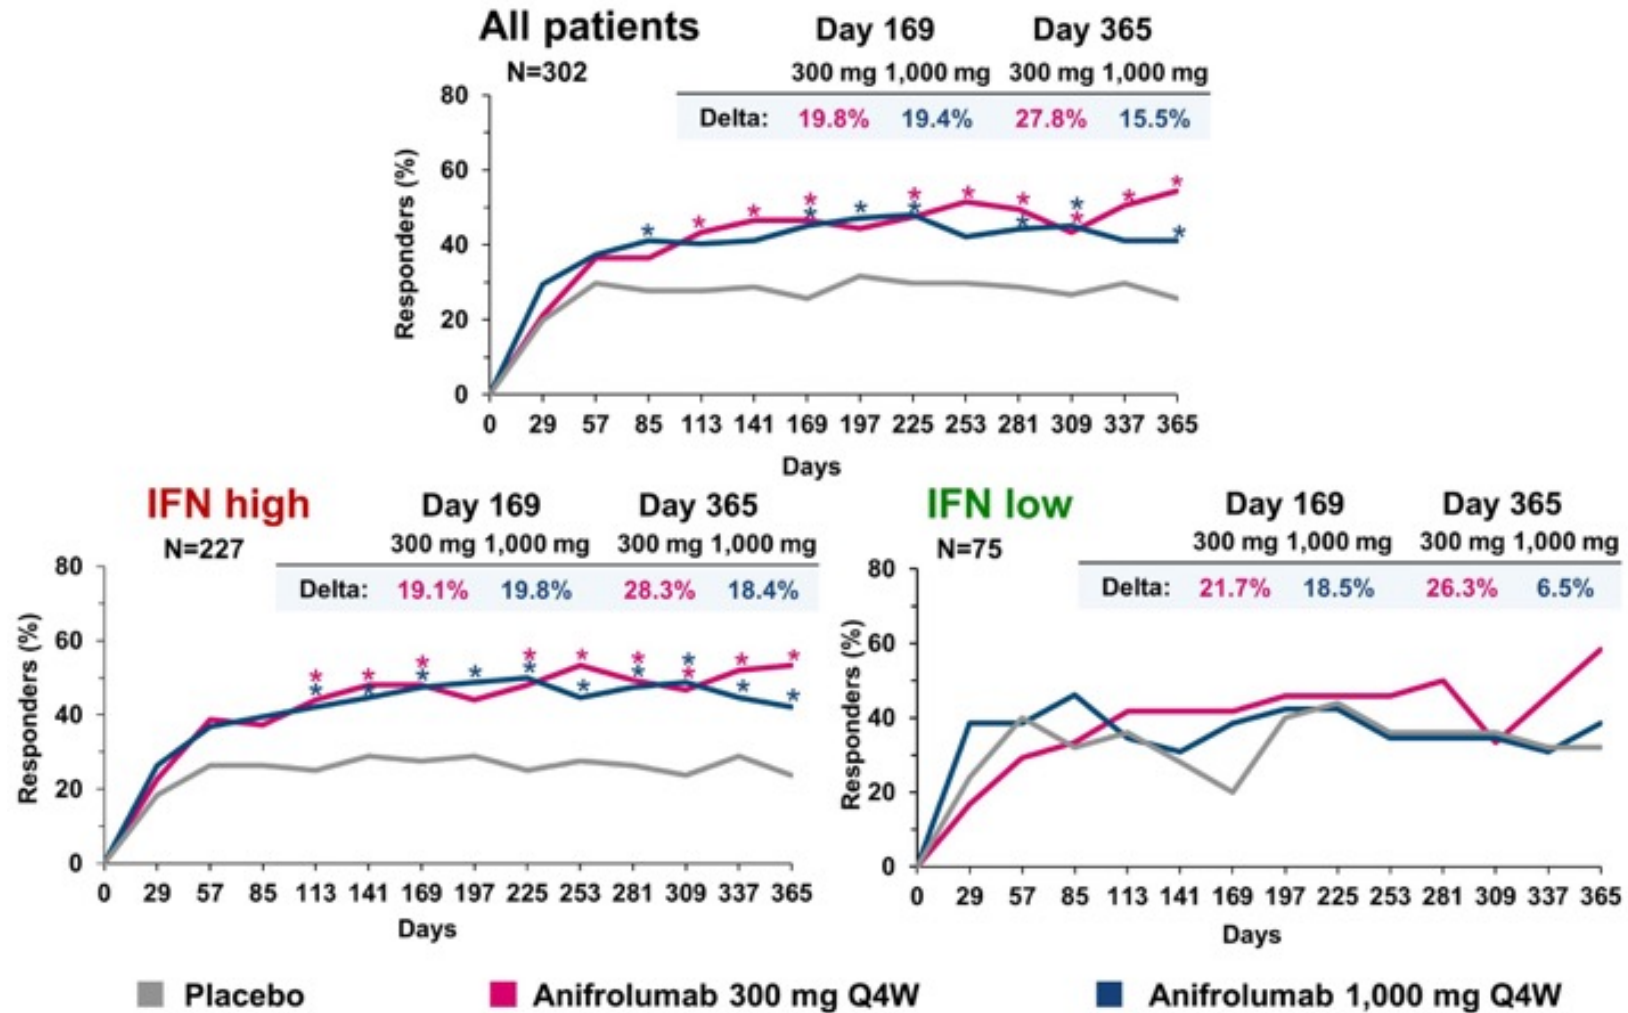 All patients
N=302
Day 169 Day 365
300 mg 1,000 mg 300 mg 1,000 mg
Delta: 19.8% 19.4% 27.8% 15.5%
Responders (%)
80
60
40
20
0
0 29 57 85 113 141 169 197 225 253 281 309 337 365
Days
IFN high
N=227
Day 169 Day 365
300 mg 1,000 mg 300 mg 1,000 mg
Delta: 19.1% 19.8% 28.3% 18.4%
Responders (%)
80
60
40
20
0
0 29 57 85 113 141 169 197 225 253 281 309 337 365
Days
IFN low
N=75
Day 169 Day 365
300 mg 1,000 mg 300 mg 1,000 mg
Delta: 21.7% 18.5% 26.3% 6.5%
Responders (%)
80
60
40
20
0
0 29 57 85 113 141 169 197 225 253 281 309 337 365
Days
Placebo
Anifrolumab 300 mg Q4W
Anifrolumab 1,000 mg Q4W